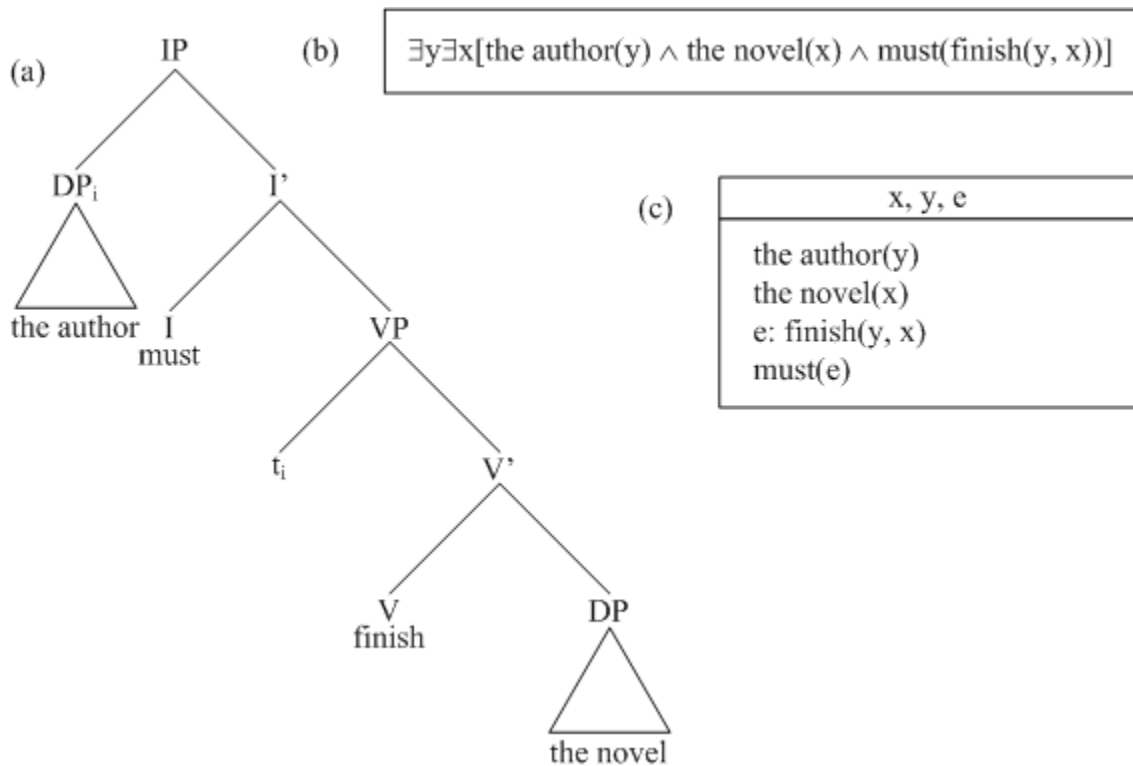 (a)
IP
DPᵢ
I’
the author
I
must
VP
tᵢ
V’
V
finish
DP
the novel
(b)
∃y∃x[the author(y) ∧ the novel(x) ∧ must(finish(y, x))]
(c)
x, y, e
the author(y)
the novel(x)
e: finish(y, x)
must(e)